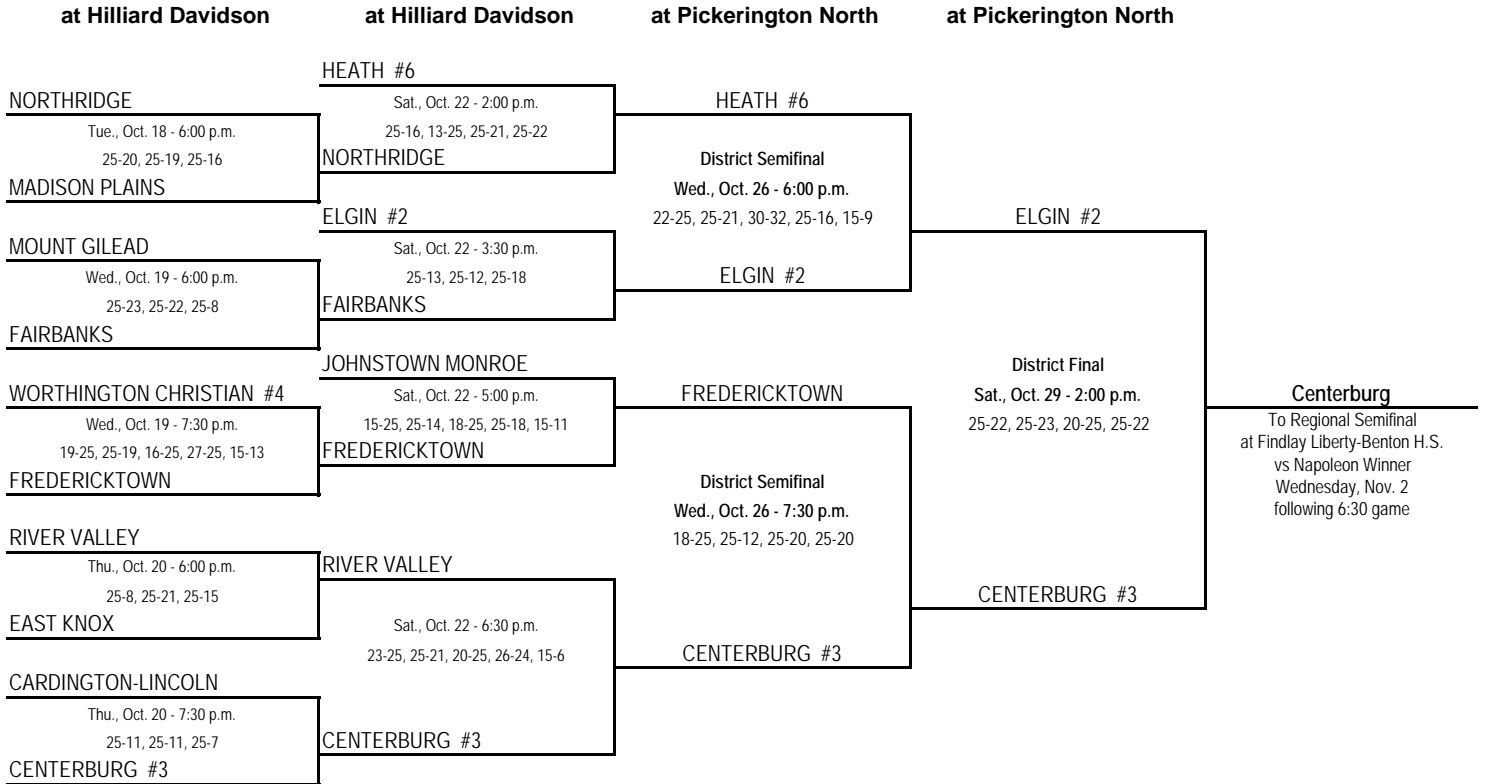 at Hilliard Davidson
at Hilliard Davidson
at Pickerington North
at Pickerington North
NORTHRIDGE
Tue., Oct. 18 - 6:00 p.m.
25-20, 25-19, 25-16
MADISON PLAINS
MOUNT GILEAD
Wed., Oct. 19 - 6:00 p.m.
25-23, 25-22, 25-8
FAIRBANKS
WORTHINGTON CHRISTIAN #4
Wed., Oct. 19 - 7:30 p.m.
19-25, 25-19, 16-25, 27-25, 15-13
FREDERICKTOWN
RIVER VALLEY
Thu., Oct. 20 - 6:00 p.m.
25-8, 25-21, 25-15
EAST KNOX
CARDINGTON-LINCOLN
Thu., Oct. 20 - 7:30 p.m.
25-11, 25-11, 25-7
CENTERBURG #3
HEATH #6
Sat., Oct. 22 - 2:00 p.m.
25-16, 13-25, 25-21, 25-22
NORTHRIDGE
ELGIN #2
Sat., Oct. 22 - 3:30 p.m.
25-13, 25-12, 25-18
FAIRBANKS
JOHNSTOWN MONROE
Sat., Oct. 22 - 5:00 p.m.
15-25, 25-14, 18-25, 25-18, 15-11
FREDERICKTOWN
RIVER VALLEY
Sat., Oct. 22 - 6:30 p.m.
23-25, 25-21, 20-25, 26-24, 15-6
CENTERBURG #3
HEATH #6
District Semifinal
Wed., Oct. 26 - 6:00 p.m.
22-25, 25-21, 30-32, 25-16, 15-9
ELGIN #2
FREDERICKTOWN
District Semifinal
Wed., Oct. 26 - 7:30 p.m.
18-25, 25-12, 25-20, 25-20
CENTERBURG #3
ELGIN #2
District Final
Sat., Oct. 29 - 2:00 p.m.
25-22, 25-23, 20-25, 25-22
CENTERBURG #3
Centerburg
To Regional Semifinal
at Findlay Liberty-Benton H.S.
vs Napoleon Winner
Wednesday, Nov. 2
following 6:30 game